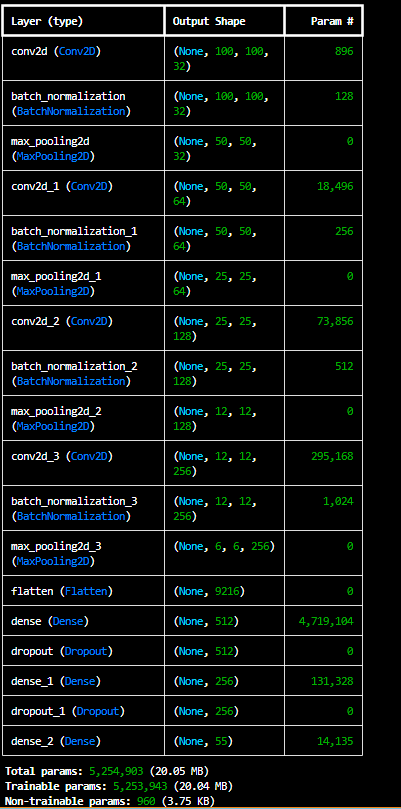 Layer (type) Output Shape Param #
conv2d (Conv2D) (None, 100, 100, 896
32)
batch_normalization (None, 100, 100, 128
(BatchNormalization) 32)
max_pooling2d (None, 50, 50, 0
(MaxPooling2D) 32)
conv2d_1 (Conv2D) (None, 50, 50, 18,496
64)
batch_normalization_1 (None, 50, 50, 256
(BatchNormalization) 64)
max_pooling2d_1 (None, 25, 25, 0
(MaxPooling2D) 64)
conv2d_2 (Conv2D) (None, 25, 25, 73,856
128)
batch_normalization_2 (None, 25, 25, 512
(BatchNormalization) 128)
max_pooling2d_2 (None, 12, 12, 0
(MaxPooling2D) 128)
conv2d_3 (Conv2D) (None, 12, 12, 295,168
256)
batch_normalization_3 (None, 12, 12, 1,024
(BatchNormalization) 256)
max_pooling2d_3 (None, 6, 6, 256) 0
(MaxPooling2D)
flatten (Flatten) (None, 9216) 0
dense (Dense) (None, 512) 4,719,104
dropout (Dropout) (None, 512) 0
dense_1 (Dense) (None, 256) 131,328
dropout_1 (Dropout) (None, 256) 0
dense_2 (Dense) (None, 55) 14,135
Total params: 5,254,903 (20.05 MB)
Trainable params: 5,253,943 (20.04 MB)
Non-trainable params: 960 (3.75 KB)